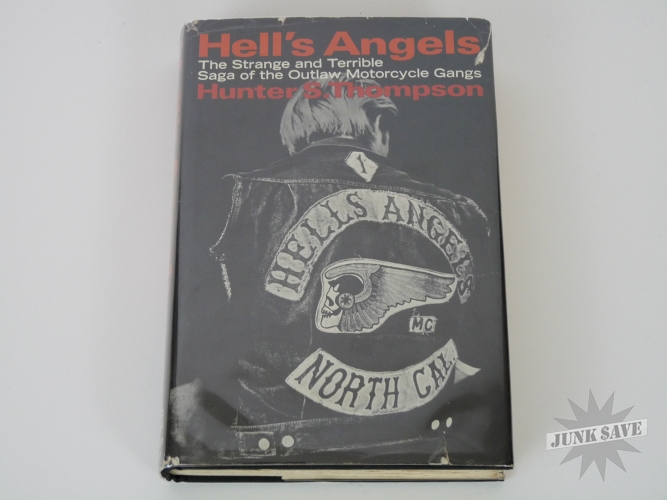 Hell's Angels
The Strange and Terrible
Saga of the Outlaw Motorcycle Gangs
Hunter S. Thompson
1
HELLS ANGELS
MC
NORTH CAL.
JUNK SAVE